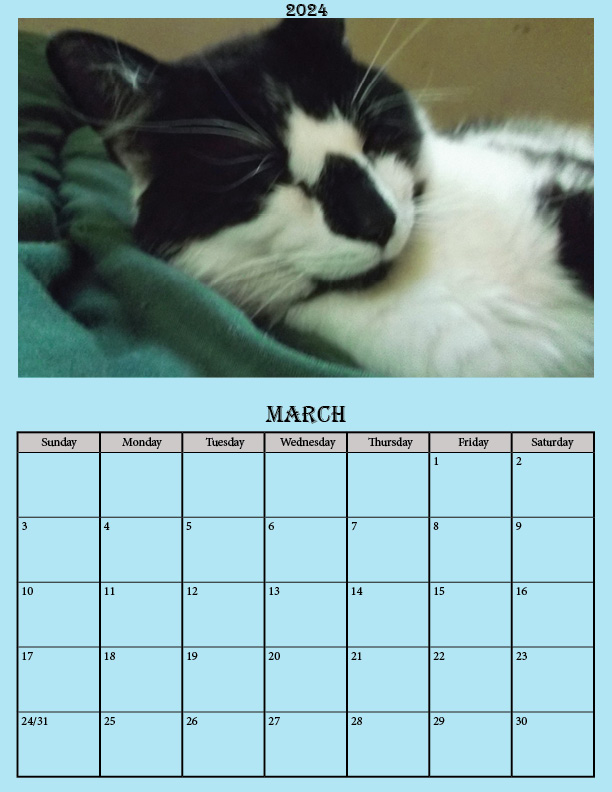 2024
MARCH
Sunday Monday Tuesday Wednesday Thursday Friday Saturday
1 2
3 4 5 6 7 8 9
10 11 12 13 14 15 16
17 18 19 20 21 22 23
24/31 25 26 27 28 29 30